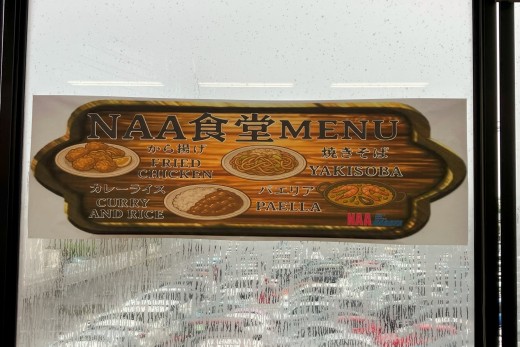 NAA食堂MENU
から揚げ
FRIED
CHICKEN
焼きそば
YAKISOBA
カレーライス
CURRY
AND RICE
パエリア
PAELLA
NAA